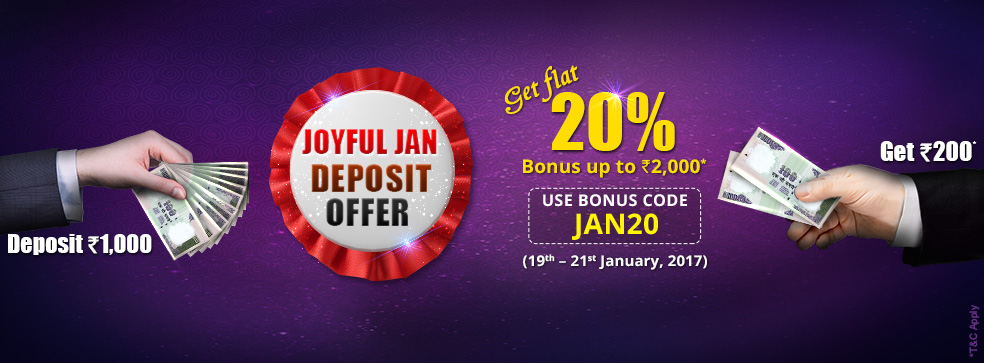 Deposit ₹1,000
JOYFUL JAN
DEPOSIT
OFFER
Get flat
20%
Bonus up to ₹2,000*
USE BONUS CODE
JAN20
(19th – 21st January, 2017)
Get ₹200*
100
*T&C Apply